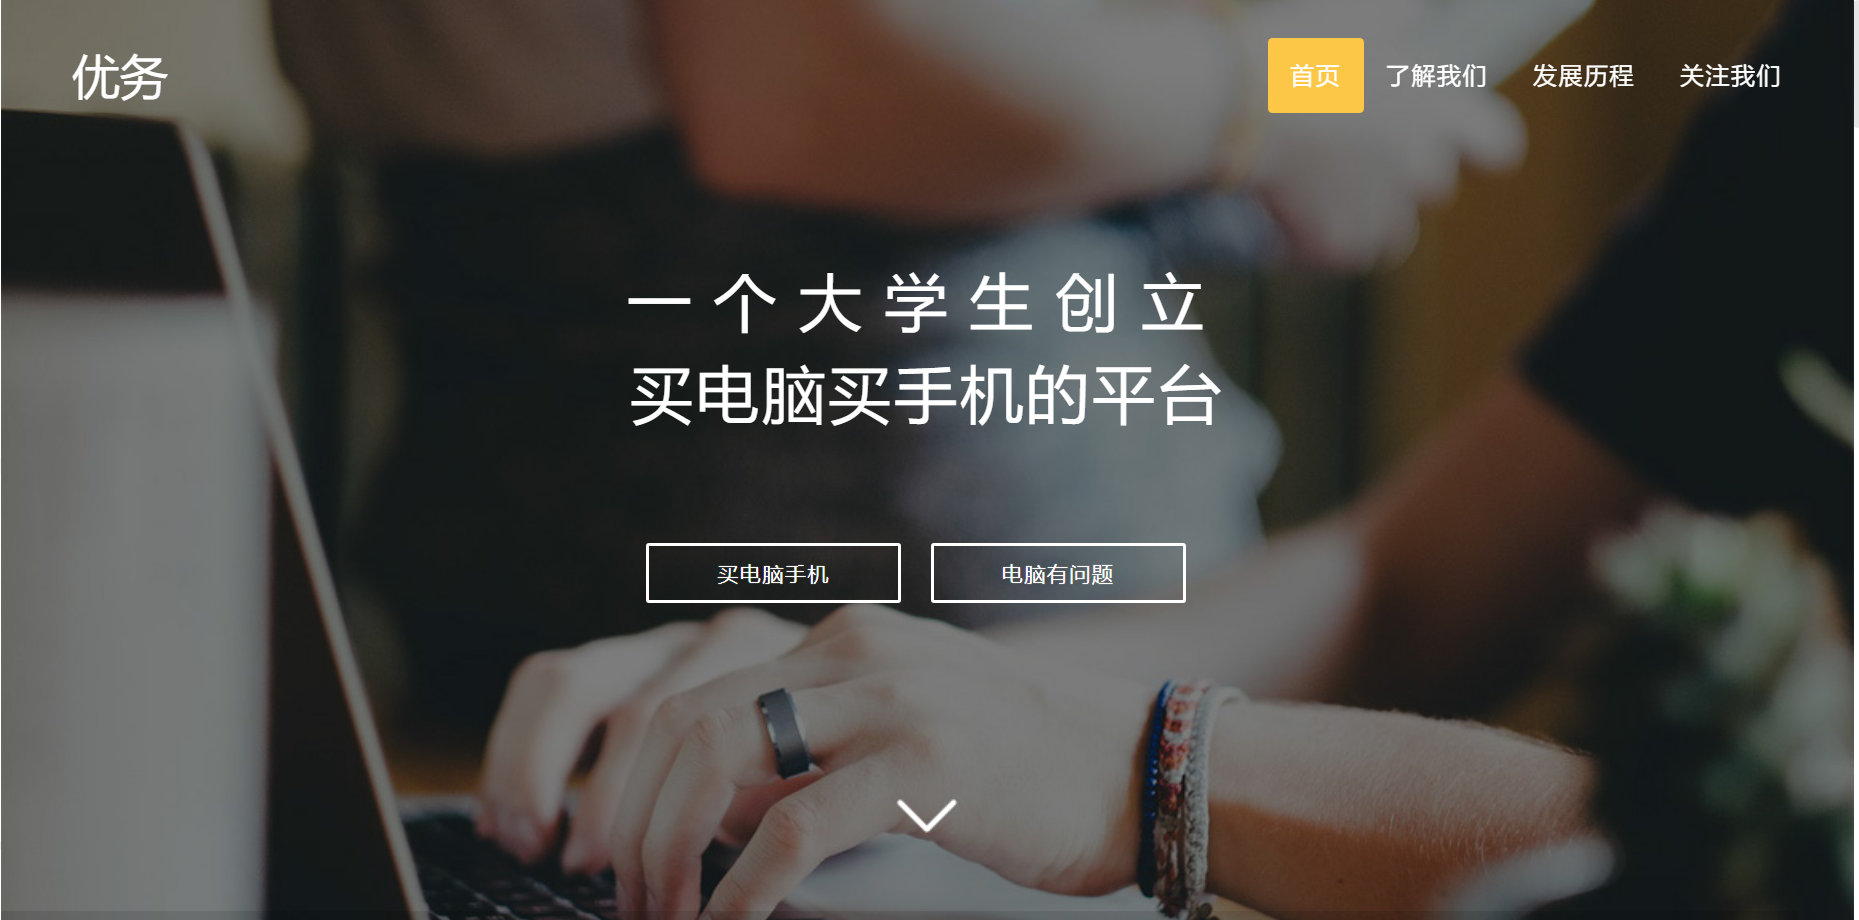 优务
首页 了解我们 发展历程 关注我们
一个大学生创立
买电脑买手机的平台
买电脑手机 电脑有问题